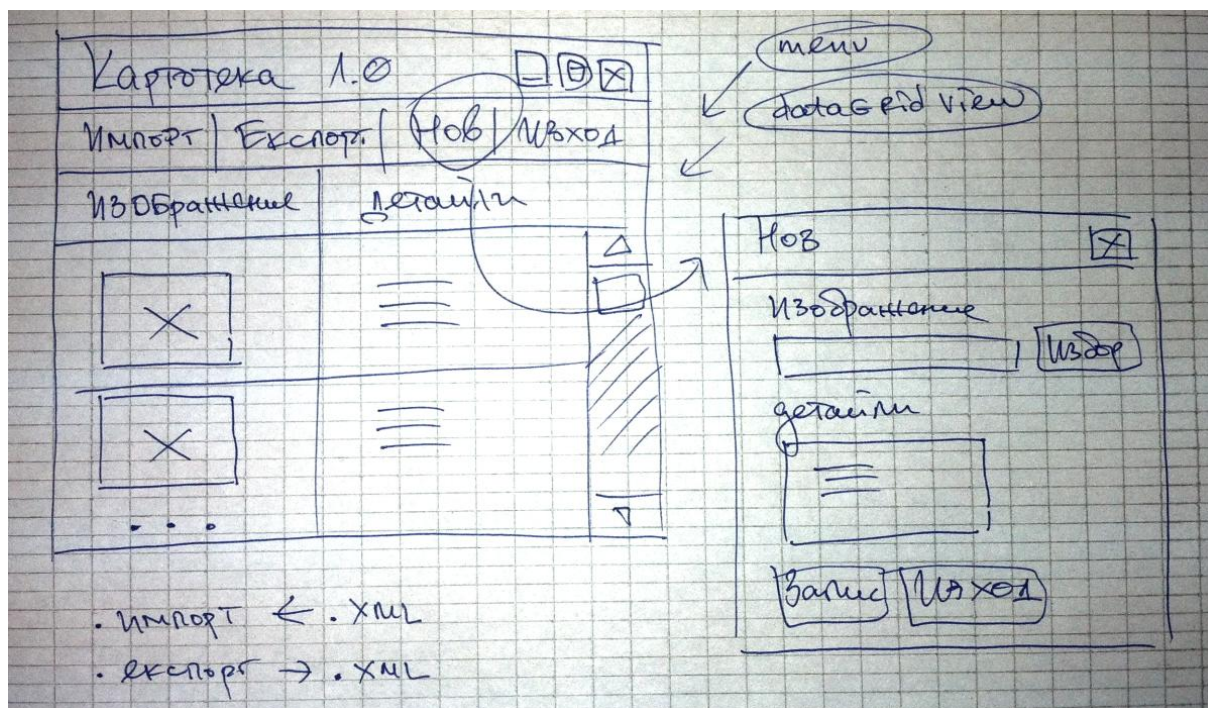 Картотека 1.0
Импорт | Експорт | Нов | Изход
Изображение | Детайли
menu
dataGrid view
Нов
Изображение
Избор
детайли
Запис Изход
. импорт ← . XML
. експорт → . XML